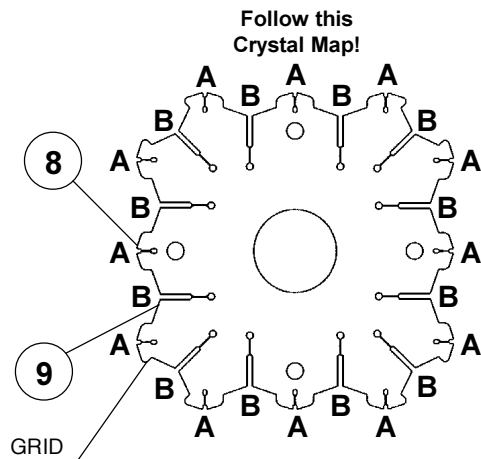 Follow this
Crystal Map!
A A A
B B
B B
8 A A
B B
A A
B B
9 A A
B B
B B
A A A
GRID